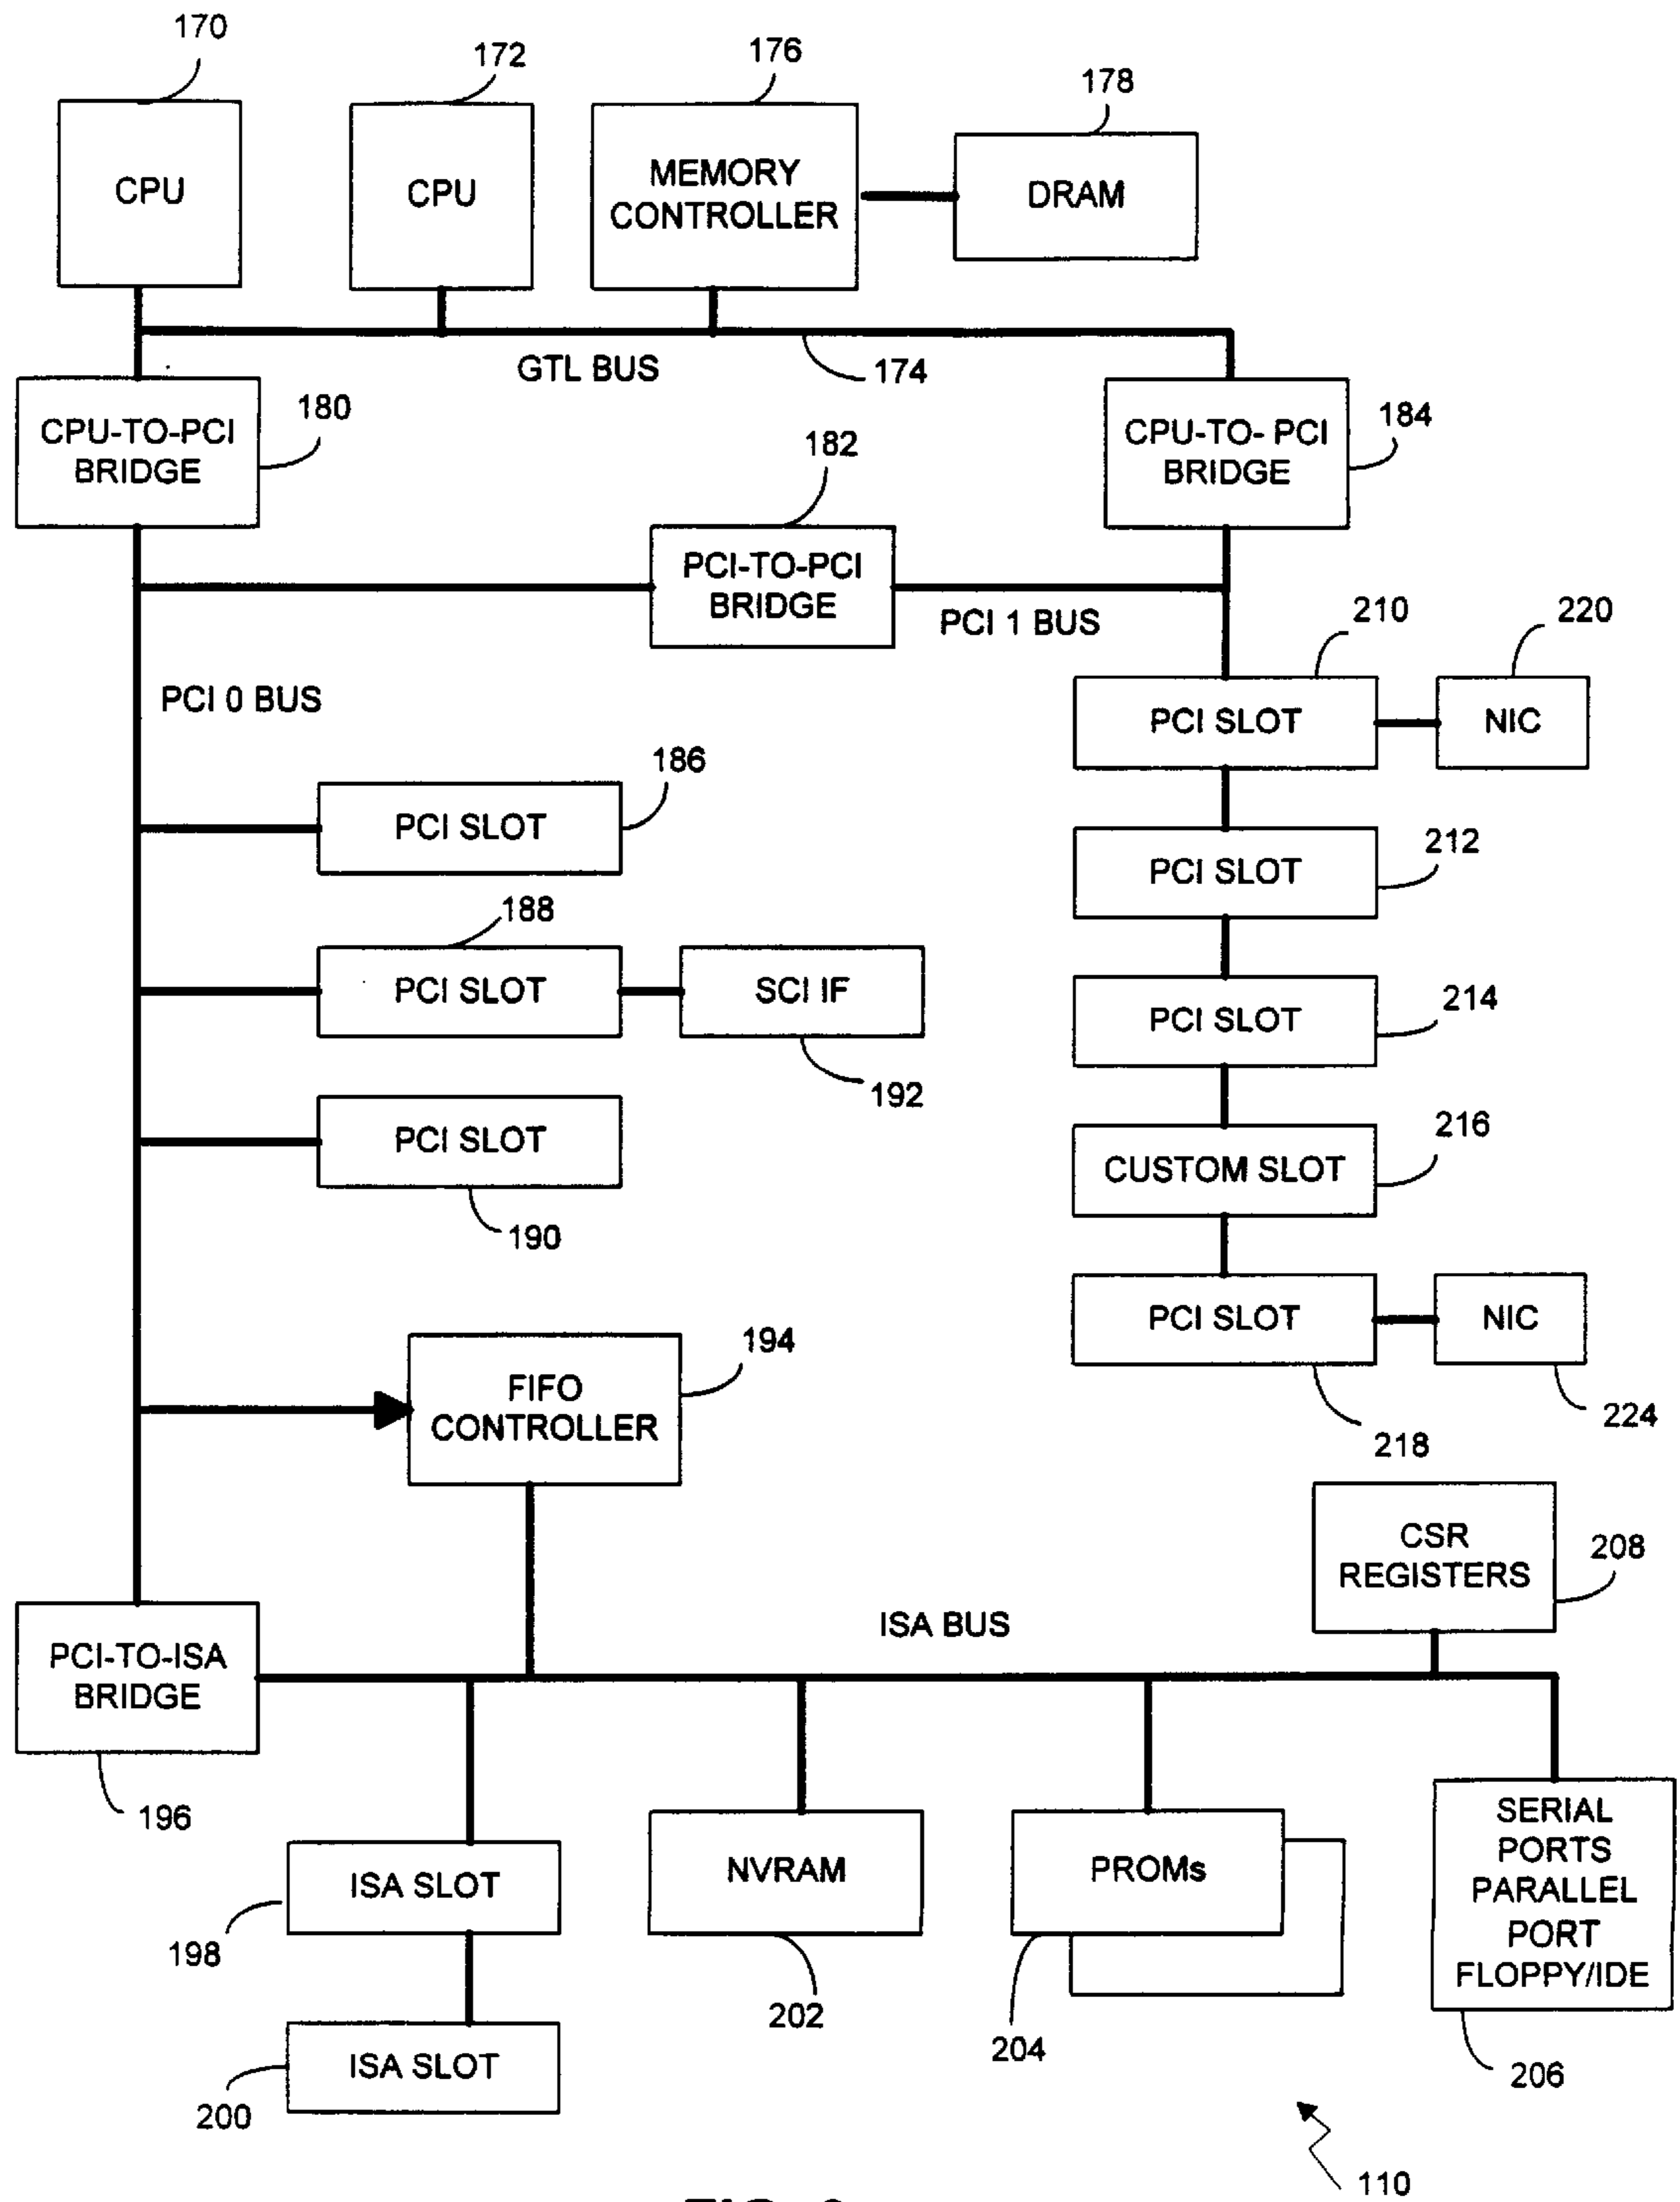 170
172
176
178
CPU
CPU
MEMORY
CONTROLLER
DRAM
GTL BUS
174
CPU-TO-PCI
BRIDGE
180
182
CPU-TO- PCI
BRIDGE
184
PCI-TO-PCI
BRIDGE
PCI 1 BUS
210
220
PCI 0 BUS
PCI SLOT
NIC
186
PCI SLOT
212
PCI SLOT
188
PCI SLOT
SCI IF
214
PCI SLOT
192
PCI SLOT
216
CUSTOM SLOT
190
PCI SLOT
NIC
194
FIFO
CONTROLLER
224
218
CSR
REGISTERS
208
ISA BUS
PCI-TO-ISA
BRIDGE
196
SERIAL
PORTS
PARALLEL
PORT
FLOPPY/IDE
ISA SLOT
NVRAM
PROMs
198
202
204
206
ISA SLOT
200
110